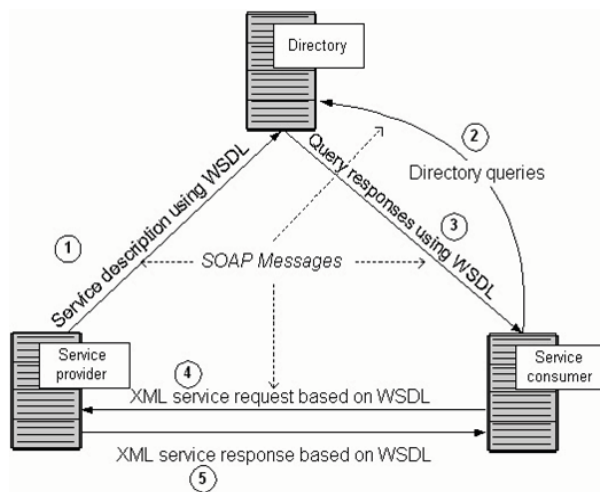 Directory
2
Directory queries
Query responses using WSDL
3
Service description using WSDL
1
SOAP Messages
Service
provider
Service
consumer
4
XML service request based on WSDL
XML service response based on WSDL
5